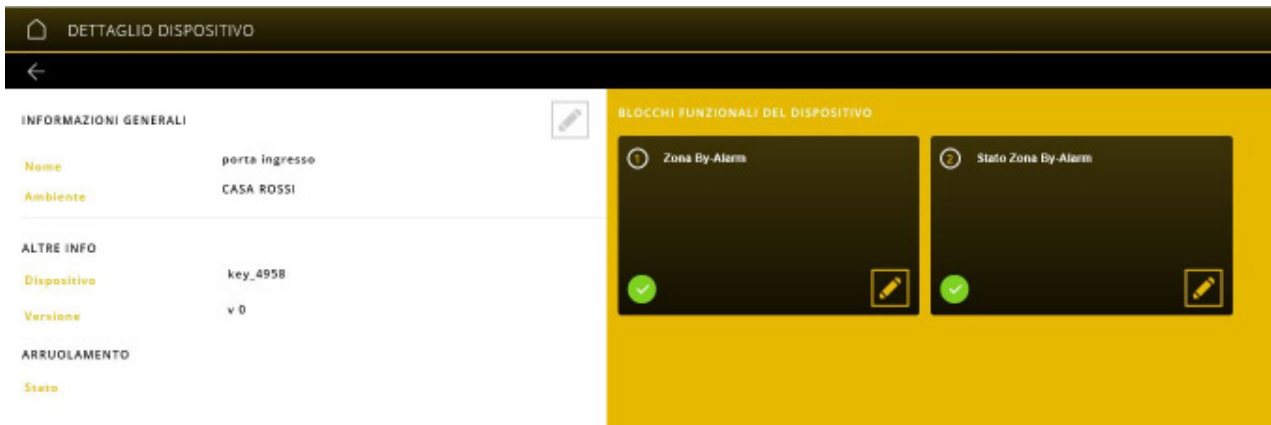 DETTAGLIO DISPOSITIVO
INFORMAZIONI GENERALI
Nome porta ingresso
Ambiente CASA ROSSI
ALTRE INFO
Dispositivo key_4958
Versione v 0
ARRUOLAMENTO
Stato
BLOCCHI FUNZIONALI DEL DISPOSITIVO
1 Zona By-Alarm
2 Stato Zona By-Alarm